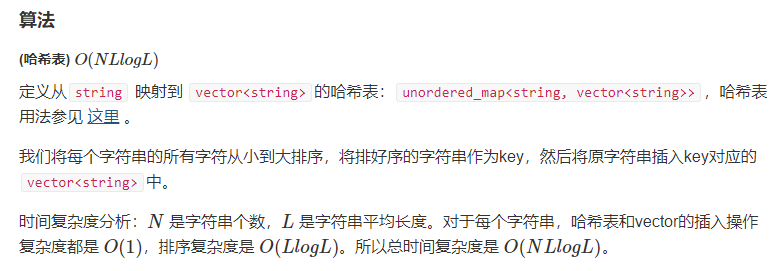 算法
(哈希表) O(NLlogL)
定义从 string 映射到 vector<string> 的哈希表： unordered_map<string, vector<string>> ，哈希表
用法参见 这里 。
我们将每个字符串的所有字符从小到大排序，将排好序的字符串作为key，然后将原字符串插入key对应的
vector<string> 中。
时间复杂度分析：N 是字符串个数，L 是字符串平均长度。对于每个字符串，哈希表和vector的插入操作
复杂度都是 O(1)，排序复杂度是 O(LlogL)。所以总时间复杂度是 O(NLlogL)。